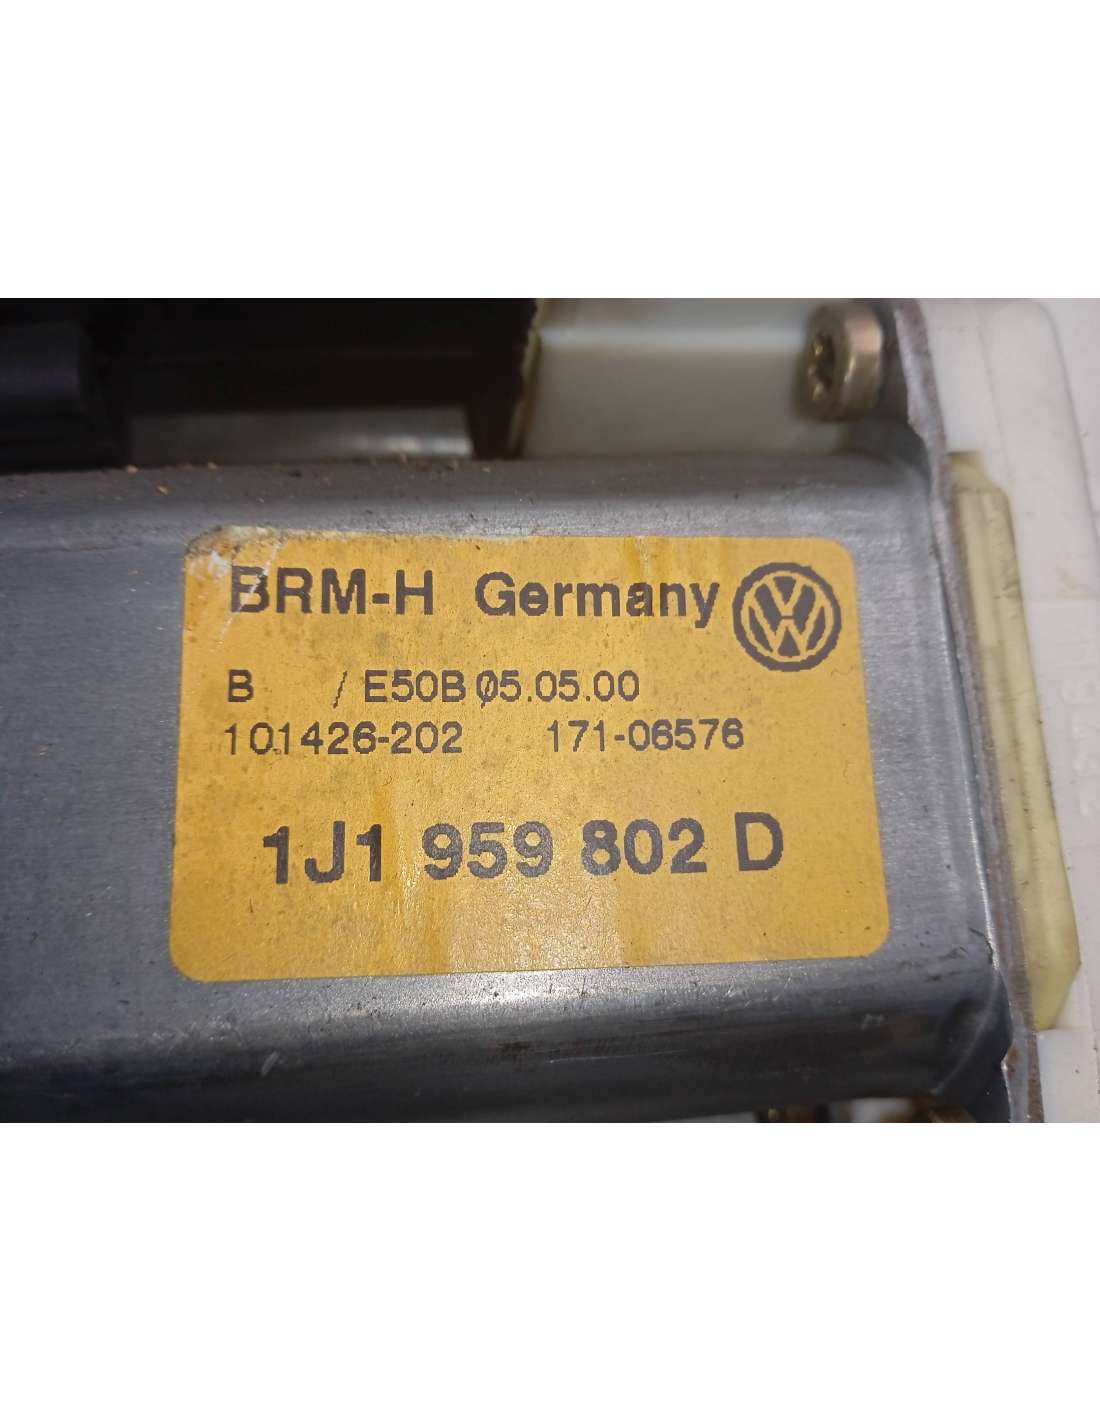 BRM-H Germany
B / E50B 05.05.00
101426-202 171-06576
1J1 959 802 D